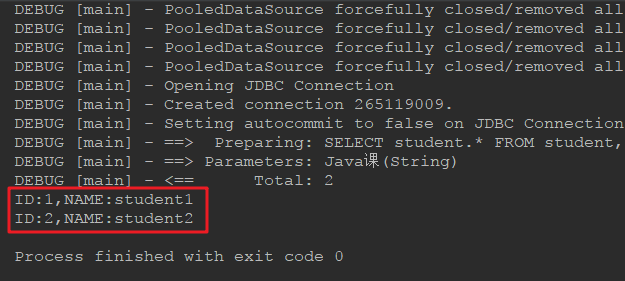 DEBUG [main] - PooledDataSource forcefully closed/removed all
DEBUG [main] - PooledDataSource forcefully closed/removed all
DEBUG [main] - PooledDataSource forcefully closed/removed all
DEBUG [main] - PooledDataSource forcefully closed/removed all
DEBUG [main] - Opening JDBC Connection
DEBUG [main] - Created connection 265119009.
DEBUG [main] - Setting autocommit to false on JDBC Connection
DEBUG [main] - ==>  Preparing: SELECT student.* FROM student,
DEBUG [main] - ==> Parameters: Java课(String)
DEBUG [main] - <==      Total: 2
ID:1,NAME:student1
ID:2,NAME:student2
Process finished with exit code 0